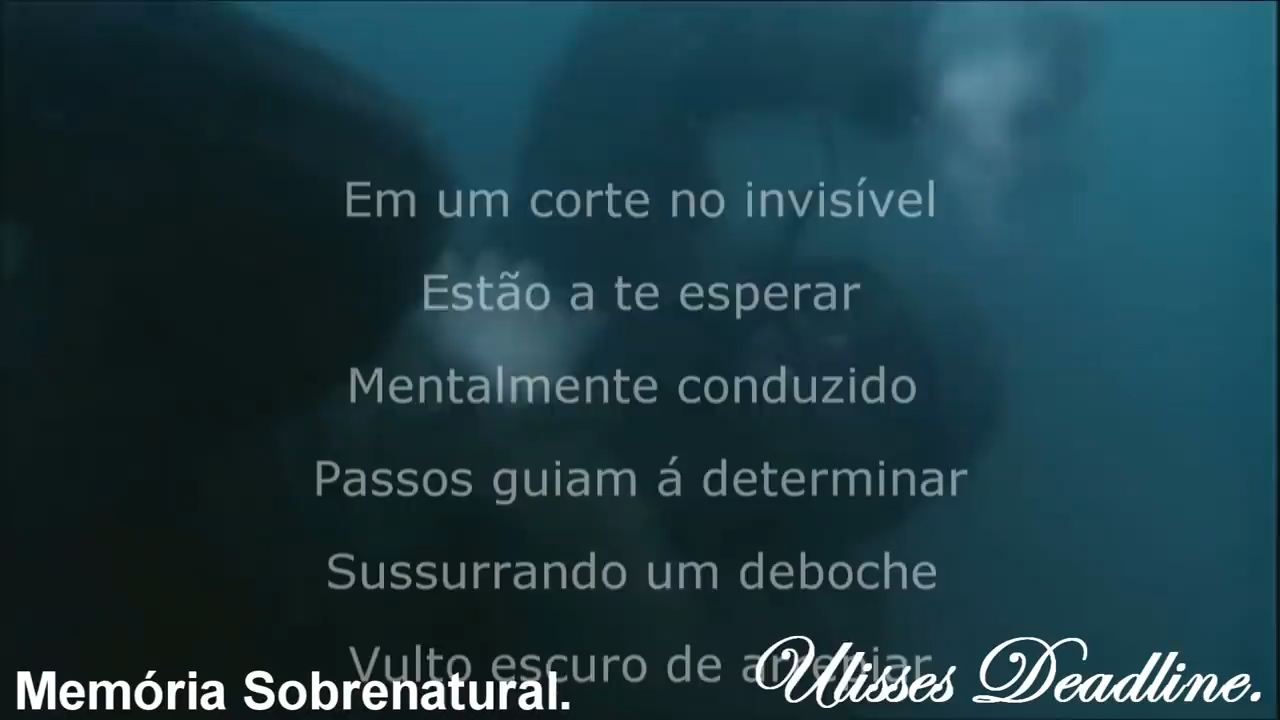 Em um corte no invisível
Estão a te esperar
Mentalmente conduzido
Passos guiam á determinar
Sussurrando um deboche
Vulto escuro de arrepiar
Memória Sobrenatural.
Ulisses Deadline.